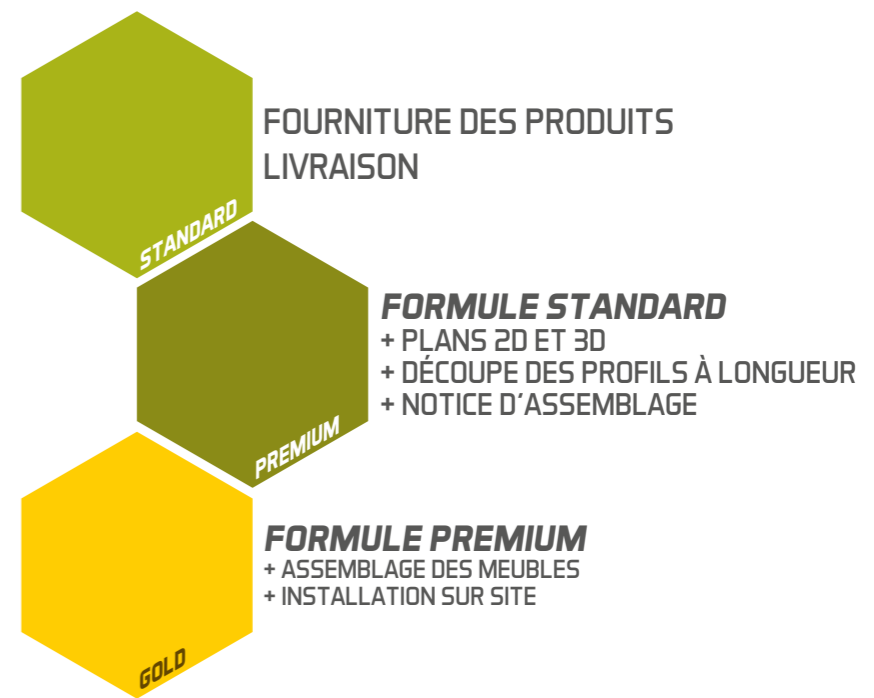 FOURNITURE DES PRODUITS
LIVRAISON
STANDARD
FORMULE STANDARD
+ PLANS 2D ET 3D
+ DÉCOUPE DES PROFILS À LONGUEUR
+ NOTICE D'ASSEMBLAGE
PREMIUM
FORMULE PREMIUM
+ ASSEMBLAGE DES MEUBLES
+ INSTALLATION SUR SITE
GOLD